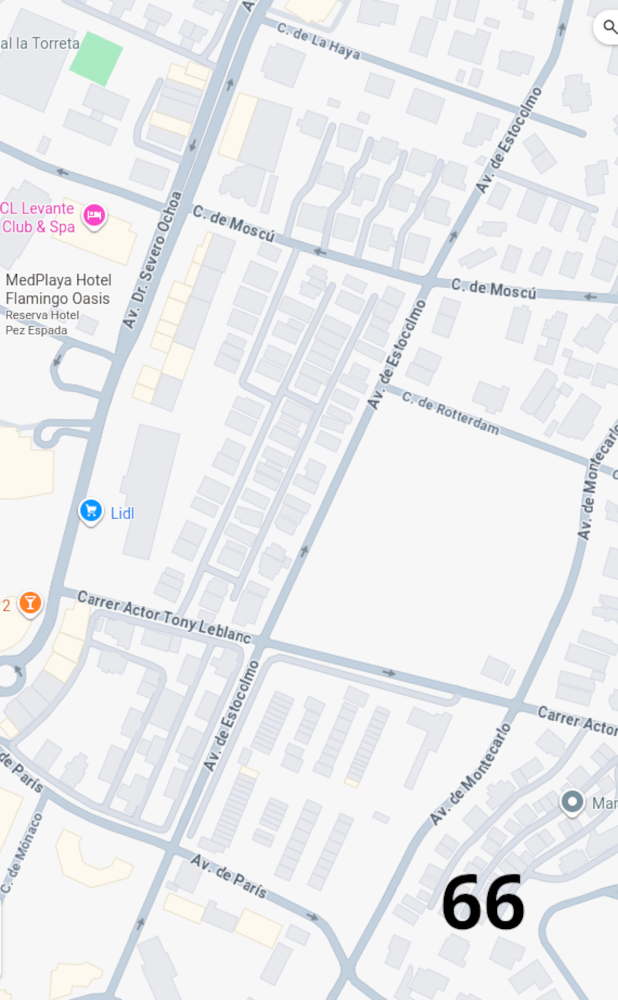 A
C. de La Haya
al la Torreta
Av. de Estocolmo
CL Levante
Club & Spa
C. de Moscú
Av. Dr. Severo Ochoa
MedPlaya Hotel
Flamingo Oasis
Reserva Hotel
Pez Espada
C. de Moscú
Av. de Estocolmo
C. de Rotterdam
Av. de Montecarlo
C
Lidl
2
Carrer Actor Tony Leblanc
Av. de Estocolmo
Carrer Actor
Av. de Montecarlo
de París
Mar
C. de Mónaco
Av. de París
66